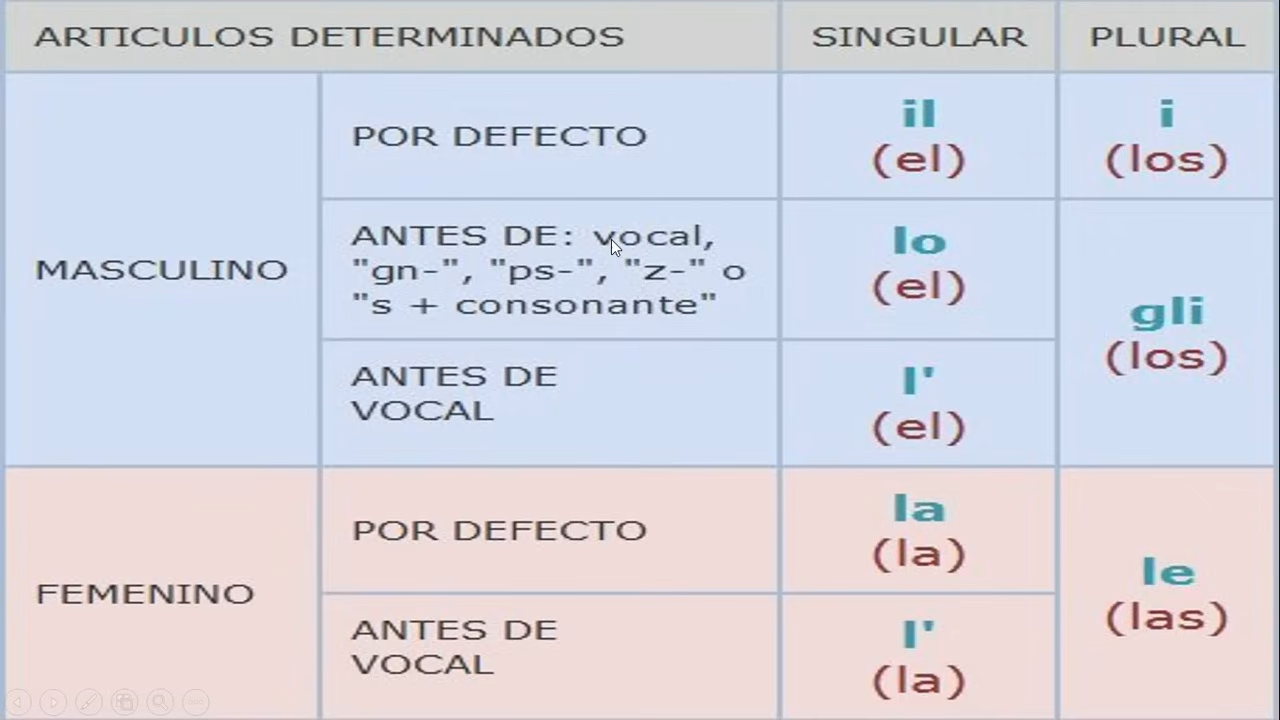 ARTICULOS DETERMINADOS SINGULAR PLURAL
MASCULINO
POR DEFECTO
il
(el)
i
(los)
ANTES DE: vocal,
"gn-", "ps-", "z-" o
"s + consonante"
lo
(el)
gli
(los)
ANTES DE
VOCAL
l'
(el)
FEMENINO
POR DEFECTO
la
(la)
le
(las)
ANTES DE
VOCAL
l'
(la)